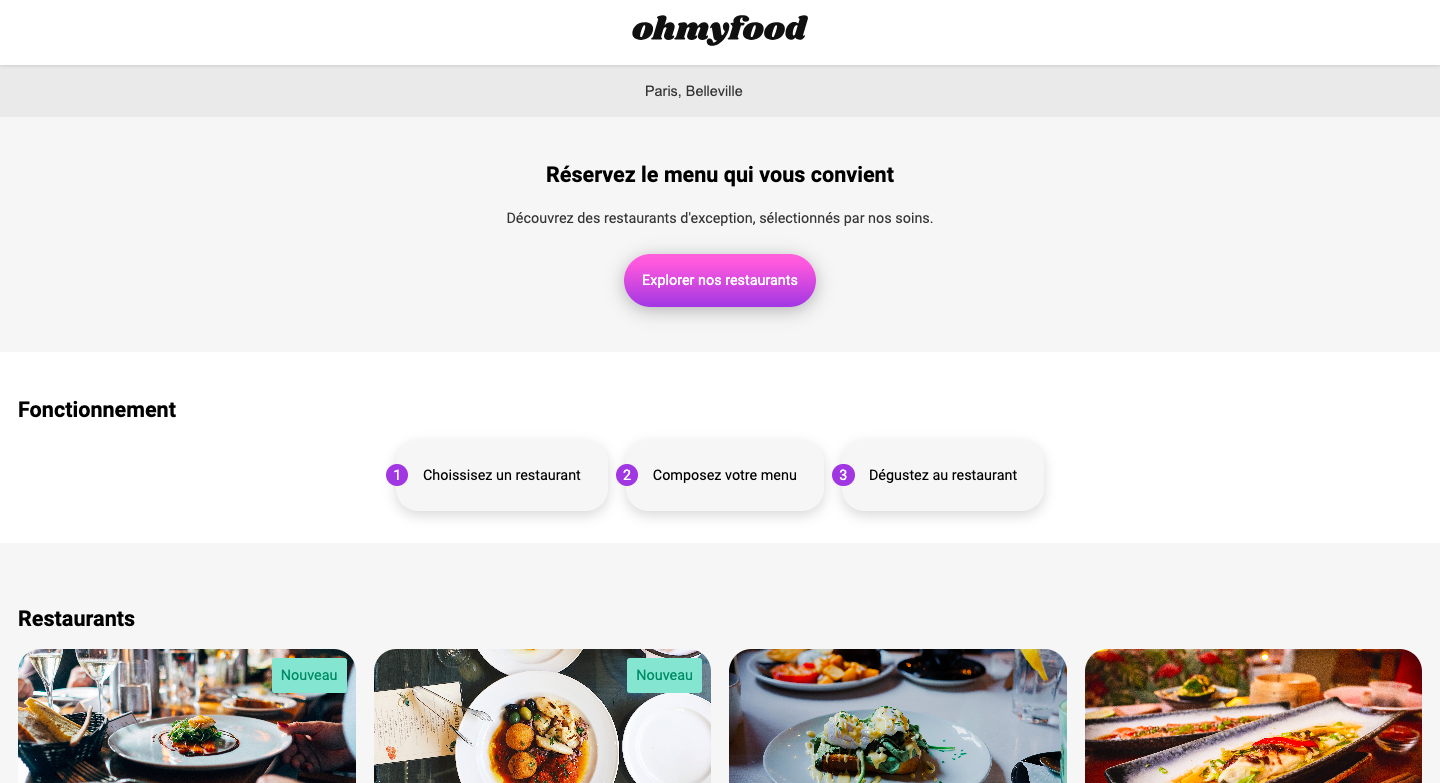 ohmyfood
Paris, Belleville
Réservez le menu qui vous convient
Découvrez des restaurants d'exception, sélectionnés par nos soins.
Explorer nos restaurants
Fonctionnement
1 Choissisez un restaurant
2 Composez votre menu
3 Dégustez au restaurant
Restaurants
Nouveau
Nouveau